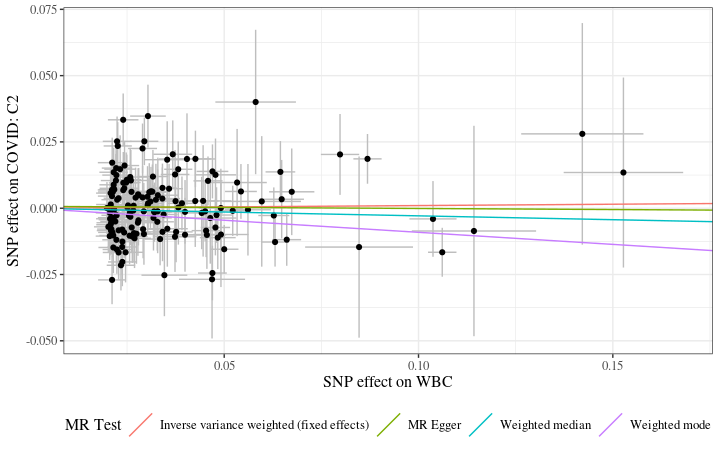 0.075
0.050
0.025
0.000
-0.025
-0.050
SNP effect on COVID: C2
0.05
0.10
0.15
SNP effect on WBC
MR Test
Inverse variance weighted (fixed effects)
MR Egger
Weighted median
Weighted mode